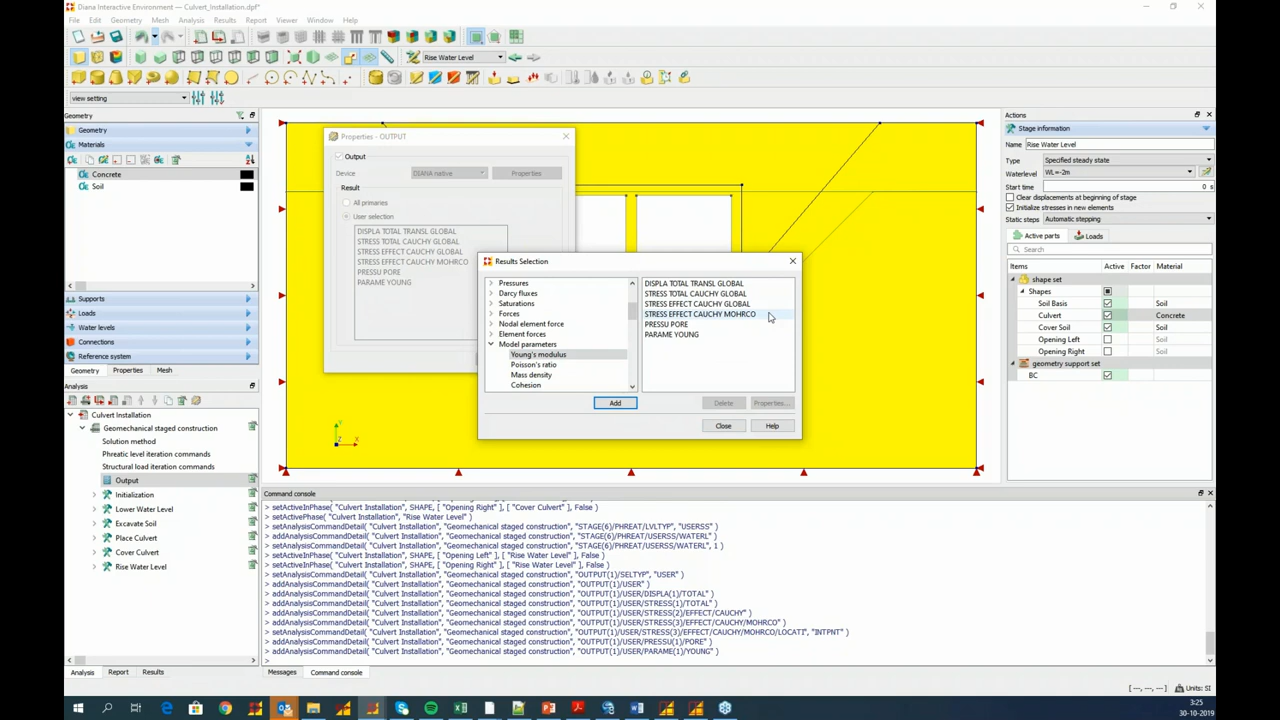 Diana Interactive Environment — Culvert_Installation.dpf*
File Edit Geometry Mesh Analysis Results Report Viewer Window Help
Rise Water Level
view setting
Geometry
Geometry
Materials
Concrete
Soil
Supports
Loads
Water levels
Connections
Reference system
Geometry Properties Mesh
Analysis
Culvert Installation
Geomechanical staged construction
Solution method
Phreatic level iteration commands
Structural load iteration commands
Output
Initialization
Lower Water Level
Excavate Soil
Place Culvert
Cover Culvert
Rise Water Level
Analysis Report Results
Properties - OUTPUT
Output
Device DIANA native Properties
Result
All primaries
User selection
DISPLA TOTAL TRANSL GLOBAL
STRESS TOTAL CAUCHY GLOBAL
STRESS EFFECT CAUCHY GLOBAL
STRESS EFFECT CAUCHY MOHRCO
PRESSU PORE
PARAME YOUNG
Results Selection
Pressures
Darcy fluxes
Saturations
Forces
Nodal element force
Element forces
Model parameters
Young's modulus
Poisson's ratio
Mass density
Cohesion
DISPLA TOTAL TRANSL GLOBAL
STRESS TOTAL CAUCHY GLOBAL
STRESS EFFECT CAUCHY GLOBAL
STRESS EFFECT CAUCHY MOHRCO
PRESSU PORE
PARAME YOUNG
Add Delete Properties...
Close Help
Y
Z X
Actions
Stage information
Name Rise Water Level
Type Specified steady state
Waterlevel WL=-2m
Start time 0 s
Clear displacements at beginning of stage
Initialize stresses in new elements
Static steps Automatic stepping
Active parts Loads
Search
Items Active Factor Material
shape set
Shapes
Soil Basis Soil
Culvert Concrete
Cover Soil Soil
Opening Left Soil
Opening Right Soil
geometry support set
BC
Command console
> setActiveInPhase( "Culvert Installation", SHAPE, [ "Opening Right" ], [ "Cover Culvert" ], False )
> setActivePhase( "Culvert Installation", "Rise Water Level" )
> setAnalysisCommandDetail( "Culvert Installation", "Geomechanical staged construction", "STAGE(6)/PHREAT/LVLTYP", "USERSS" )
> addAnalysisCommandDetail( "Culvert Installation", "Geomechanical staged construction", "STAGE(6)/PHREAT/USERSS/WATERL" )
> setAnalysisCommandDetail( "Culvert Installation", "Geomechanical staged construction", "STAGE(6)/PHREAT/USERSS/WATERL", 1 )
> setActiveInPhase( "Culvert Installation", SHAPE, [ "Opening Left" ], [ "Rise Water Level" ], False )
> setActiveInPhase( "Culvert Installation", SHAPE, [ "Opening Right" ], [ "Rise Water Level" ], False )
> setAnalysisCommandDetail( "Culvert Installation", "Geomechanical staged construction", "OUTPUT(1)/SELTYP", "USER" )
> addAnalysisCommandDetail( "Culvert Installation", "Geomechanical staged construction", "OUTPUT(1)/USER" )
> addAnalysisCommandDetail( "Culvert Installation", "Geomechanical staged construction", "OUTPUT(1)/USER/DISPLA(1)/TOTAL" )
> addAnalysisCommandDetail( "Culvert Installation", "Geomechanical staged construction", "OUTPUT(1)/USER/STRESS(1)/TOTAL" )
> addAnalysisCommandDetail( "Culvert Installation", "Geomechanical staged construction", "OUTPUT(1)/USER/STRESS(2)/EFFECT/CAUCHY" )
> addAnalysisCommandDetail( "Culvert Installation", "Geomechanical staged construction", "OUTPUT(1)/USER/STRESS(3)/EFFECT/CAUCHY/MOHRCO" )
> setAnalysisCommandDetail( "Culvert Installation", "Geomechanical staged construction", "OUTPUT(1)/USER/STRESS(3)/EFFECT/CAUCHY/MOHRCO/LOCATI", "INTPNT" )
> addAnalysisCommandDetail( "Culvert Installation", "Geomechanical staged construction", "OUTPUT(1)/USER/PRESSU(1)/PORE" )
> addAnalysisCommandDetail( "Culvert Installation", "Geomechanical staged construction", "OUTPUT(1)/USER/PARAME(1)/YOUNG" )
>
Messages Command console
[ ---, ---, --- ] Units: SI
3:25
30-10-2019